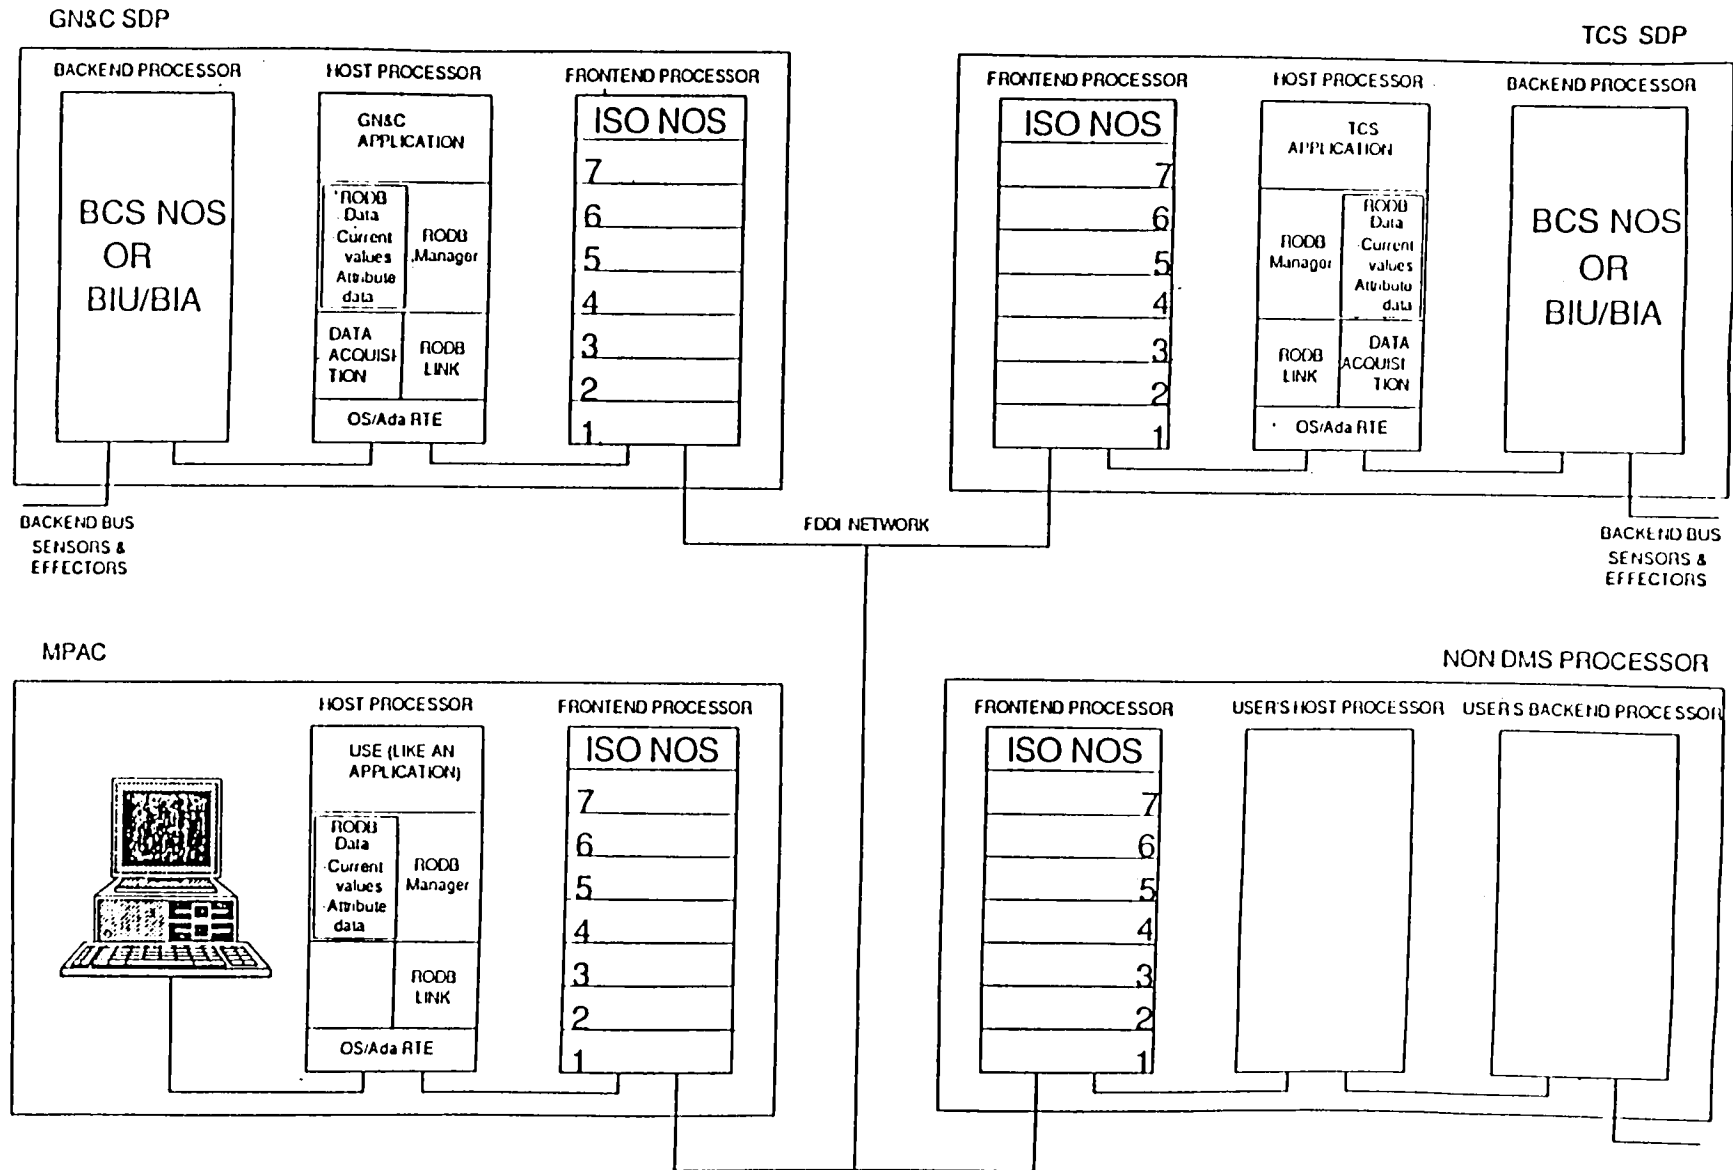 GN&C SDP
BACKEND PROCESSOR
HOST PROCESSOR
FRONTEND PROCESSOR
BCS NOS
OR
BIU/BIA
GN&C
APPLICATION
RODB
Data
Current
values
Attribute
data
RODB
Manager
DATA
ACQUISI
TION
RODB
LINK
OS/Ada RTE
ISO NOS
7
6
5
4
3
2
1
BACKEND BUS
SENSORS &
EFFECTORS
TCS SDP
FRONTEND PROCESSOR
HOST PROCESSOR
BACKEND PROCESSOR
ISO NOS
7
6
5
4
3
2
1
TCS
APPLICATION
RODB
Manager
RODB
Data
Current
values
Attribute
data
RODB
LINK
DATA
ACQUISI
TION
OS/Ada RTE
BCS NOS
OR
BIU/BIA
BACKEND BUS
SENSORS &
EFFECTORS
FDDI NETWORK
MPAC
HOST PROCESSOR
FRONTEND PROCESSOR
USE (LIKE AN
APPLICATION)
RODB
Data
Current
values
Attribute
data
RODB
Manager
RODB
LINK
OS/Ada RTE
ISO NOS
7
6
5
4
3
2
1
NON DMS PROCESSOR
FRONTEND PROCESSOR
USER'S HOST PROCESSOR
USERS BACKEND PROCESSOR
ISO NOS
7
6
5
4
3
2
1